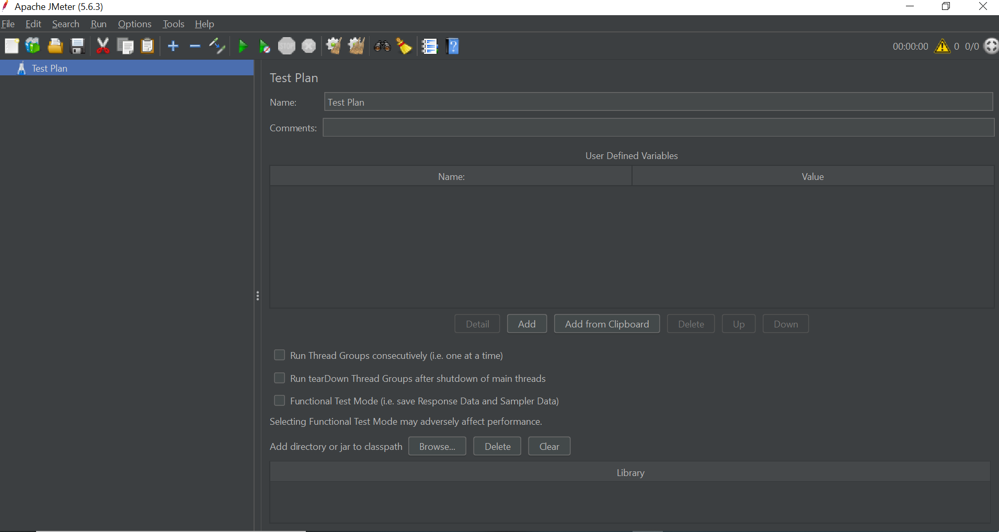 Apache JMeter (5.6.3)
File Edit Search Run Options Tools Help
STOP ? 00:00:00 0 0/0
Test Plan
Test Plan
Name: Test Plan
Comments:
User Defined Variables
Name: Value
Detail Add Add from Clipboard Delete Up Down
Run Thread Groups consecutively (i.e. one at a time)
Run tearDown Thread Groups after shutdown of main threads
Functional Test Mode (i.e. save Response Data and Sampler Data)
Selecting Functional Test Mode may adversely affect performance.
Add directory or jar to classpath Browse... Delete Clear
Library